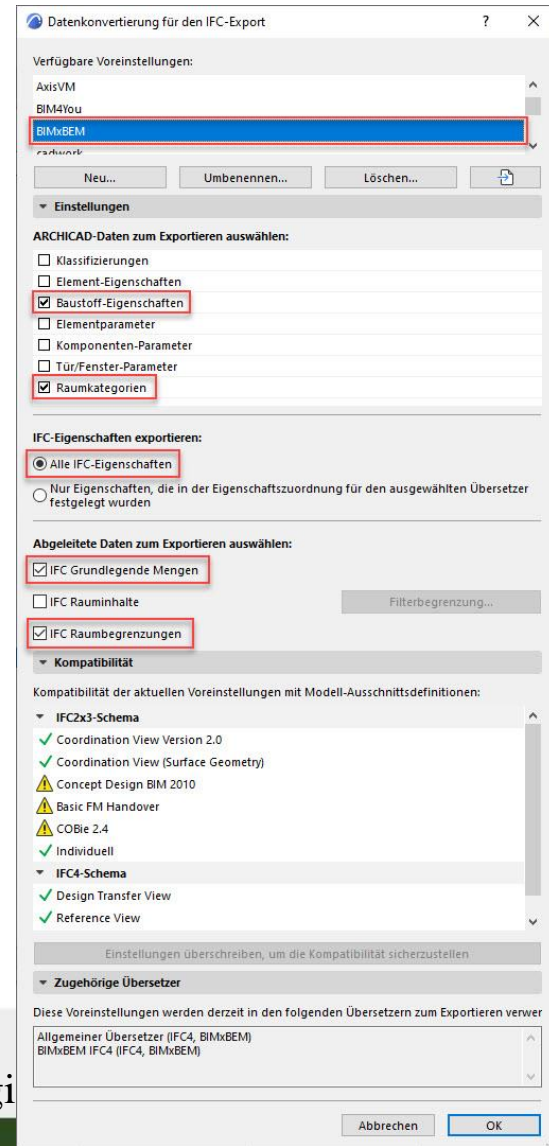 Datenkonvertierung für den IFC-Export ? ×
Verfügbare Voreinstellungen:
AxisVM
BIM4You
BIMxBEM
cadwork
Neu... Umbenennen... Löschen...
Einstellungen
ARCHICAD-Daten zum Exportieren auswählen:
Klassifizierungen
Element-Eigenschaften
Baustoff-Eigenschaften
Elementparameter
Komponenten-Parameter
Tür/Fenster-Parameter
Raumkategorien
IFC-Eigenschaften exportieren:
Alle IFC-Eigenschaften
Nur Eigenschaften, die in der Eigenschaftszuordnung für den ausgewählten Übersetzer
festgelegt wurden
Abgeleitete Daten zum Exportieren auswählen:
IFC Grundlegende Mengen
IFC Rauminhalte Filterbegrenzung...
IFC Raumbegrenzungen
Kompatibilität
Kompatibilität der aktuellen Voreinstellungen mit Modell-Ausschnittsdefinitionen:
IFC2x3-Schema
Coordination View Version 2.0
Coordination View (Surface Geometry)
Concept Design BIM 2010
Basic FM Handover
COBie 2.4
Individuell
IFC4-Schema
Design Transfer View
Reference View
Einstellungen überschreiben, um die Kompatibilität sicherzustellen
Zugehörige Übersetzer
Diese Voreinstellungen werden derzeit in den folgenden Übersetzern zum Exportieren verwer
Allgemeiner Übersetzer (IFC4, BIMxBEM)
BIMxBEM IFC4 (IFC4, BIMxBEM)
gi
Abbrechen OK